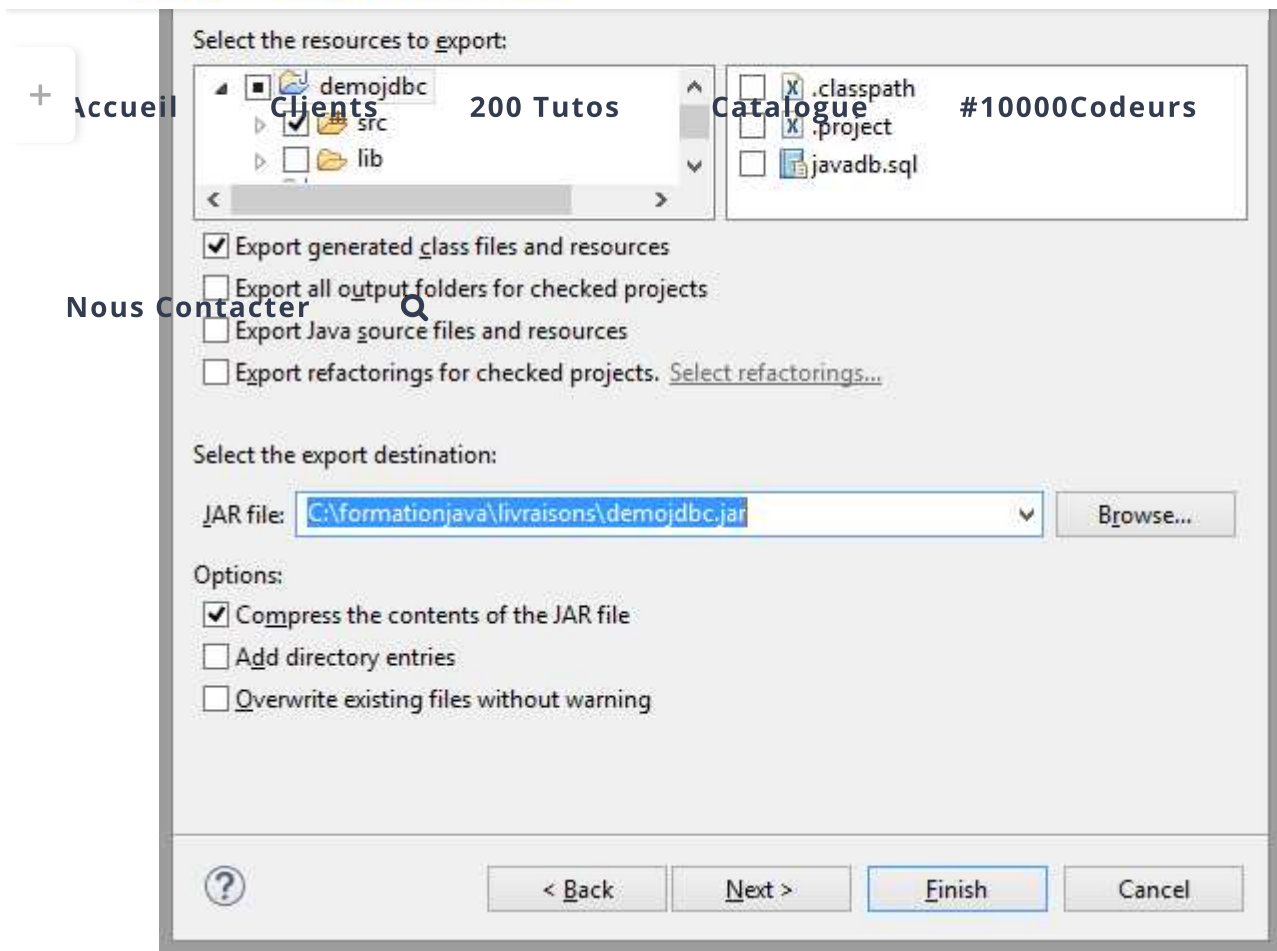 Select the resources to export:
demojdbc
.classpath
Accueil Clients 200 Tutos Catalogue #10000Codeurs
src
.project
lib
javadb.sql
Export generated class files and resources
Export all output folders for checked projects
Nous Contacter
Export Java source files and resources
Export refactorings for checked projects. Select refactorings...
Select the export destination:
JAR file: C:\formationjava\livraisons\demojdbc.jar Browse...
Options:
Compress the contents of the JAR file
Add directory entries
Overwrite existing files without warning
< Back Next > Finish Cancel